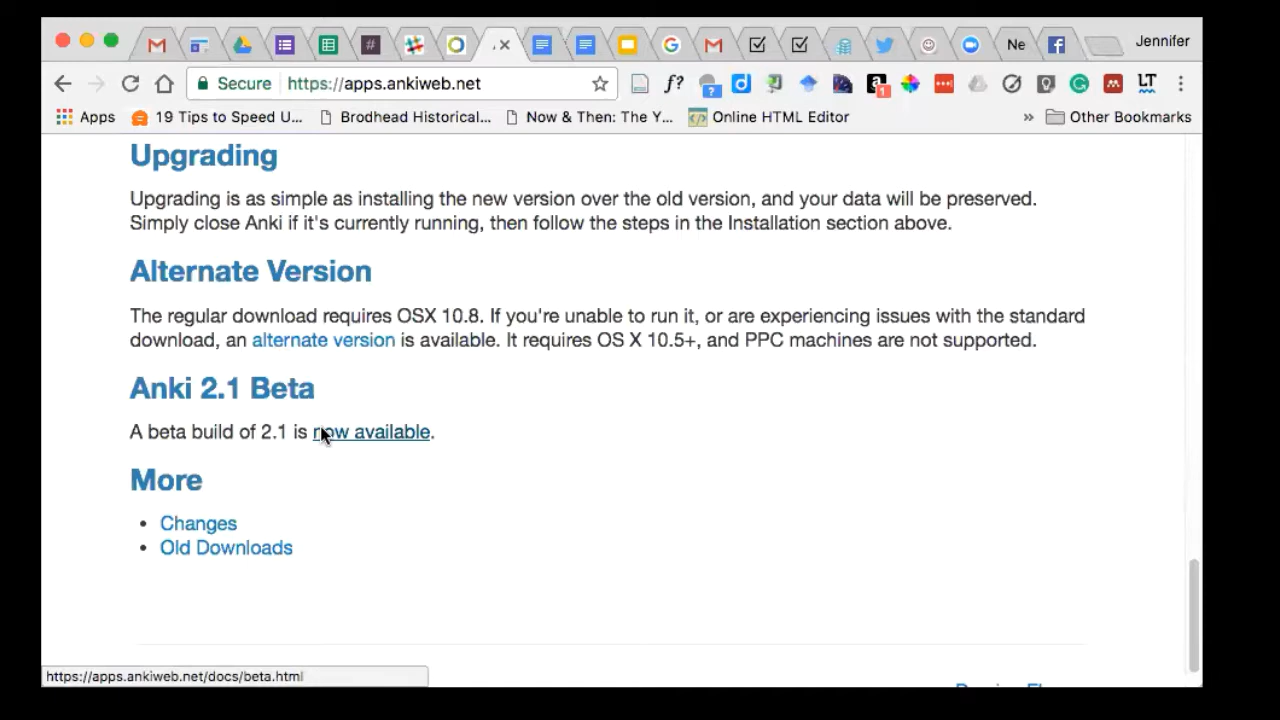 Jennifer
Secure https://apps.ankiweb.net
Apps 19 Tips to Speed U... Brodhead Historical... Now & Then: The Y... Online HTML Editor » Other Bookmarks
Upgrading
Upgrading is as simple as installing the new version over the old version, and your data will be preserved.
Simply close Anki if it's currently running, then follow the steps in the Installation section above.
Alternate Version
The regular download requires OSX 10.8. If you're unable to run it, or are experiencing issues with the standard
download, an alternate version is available. It requires OS X 10.5+, and PPC machines are not supported.
Anki 2.1 Beta
A beta build of 2.1 is now available.
More
• Changes
• Old Downloads
https://apps.ankiweb.net/docs/beta.html